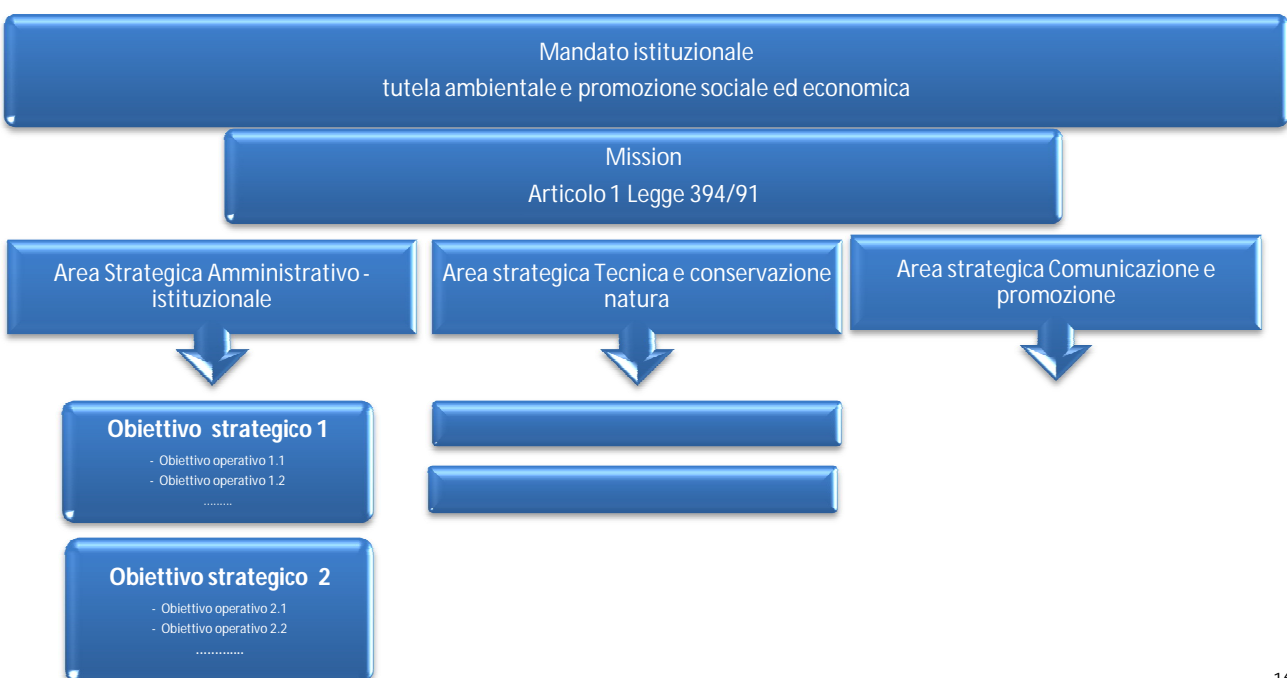 Mandato istituzionale
tutela ambientale e promozione sociale ed economica
Mission
Articolo 1 Legge 394/91
Area Strategica Amministrativo -
istituzionale
Area strategica Tecnica e conservazione
natura
Area strategica Comunicazione e
promozione
Obiettivo strategico 1
- Obiettivo operativo 1.1
- Obiettivo operativo 1.2
.........
Obiettivo strategico 2
- Obiettivo operativo 2.1
- Obiettivo operativo 2.2
.............